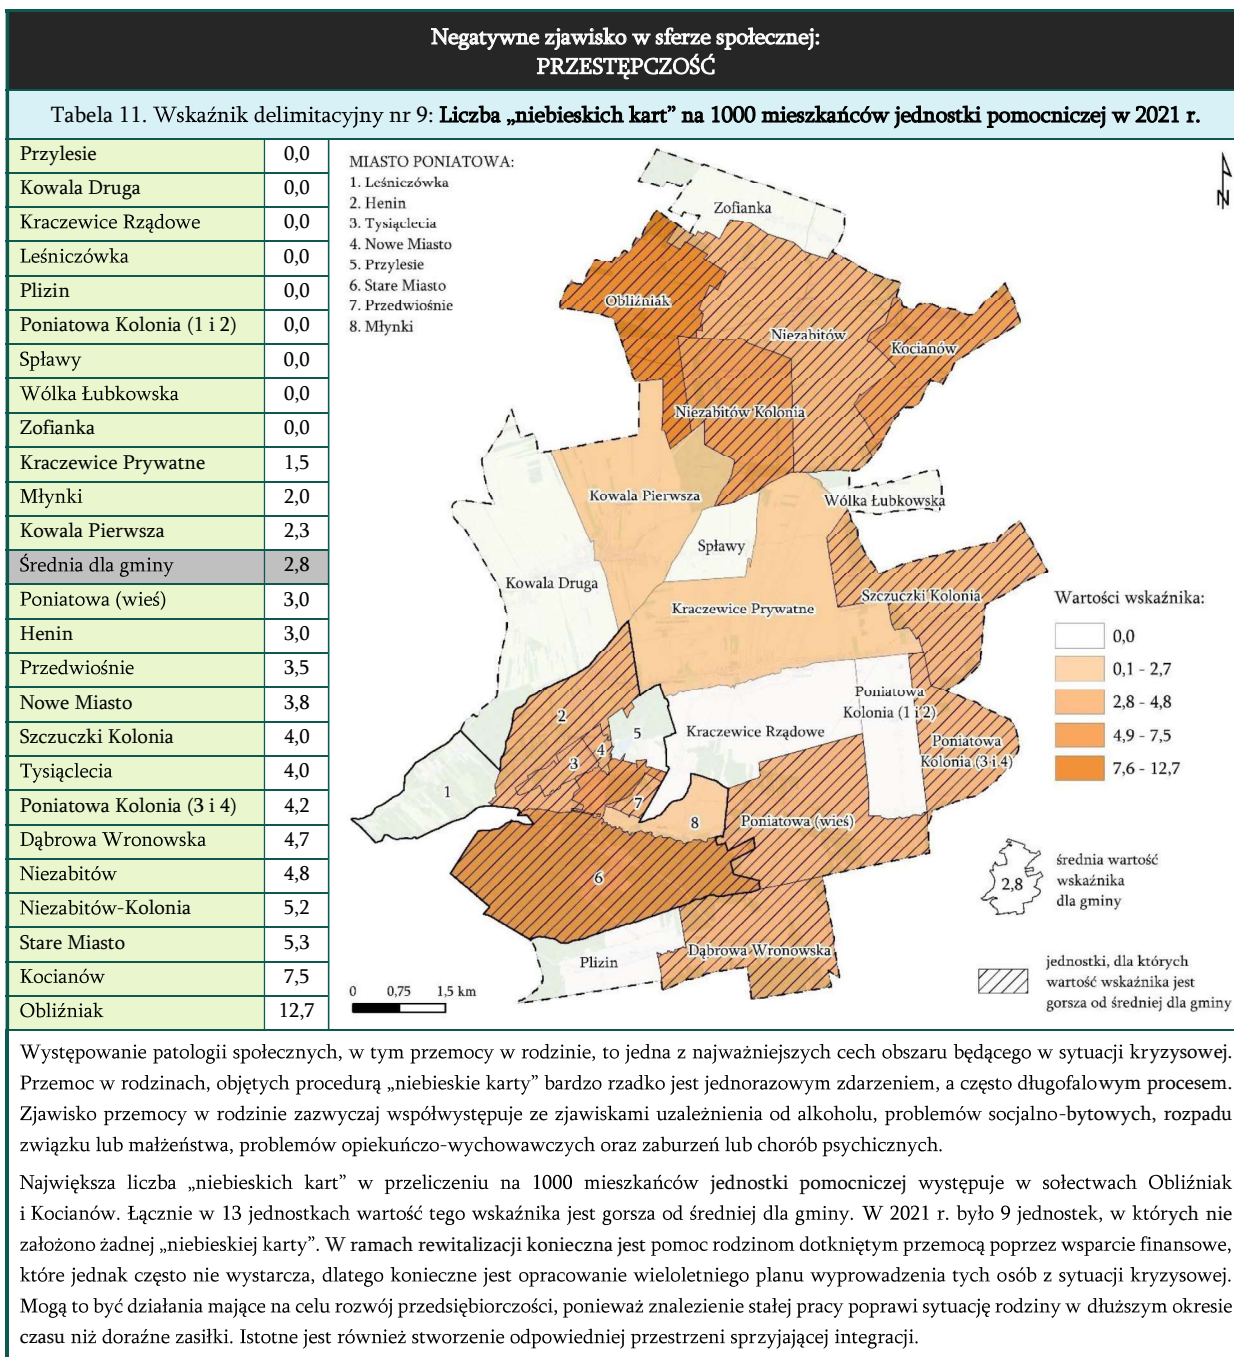 Negatywne zjawisko w sferze społecznej:
PRZESTĘPCZOŚĆ
Tabela 11. Wskaźnik delimitacyjny nr 9: Liczba „niebieskich kart” na 1000 mieszkańców jednostki pomocniczej w 2021 r.
Przylesie 0,0
Kowala Druga 0,0
Kraczewice Rządowe 0,0
Leśniczówka 0,0
Plizin 0,0
Poniatowa Kolonia (1 i 2) 0,0
Spławy 0,0
Wólka Łubkowska 0,0
Zofianka 0,0
Kraczewice Prywatne 1,5
Młynki 2,0
Kowala Pierwsza 2,3
Średnia dla gminy 2,8
Poniatowa (wieś) 3,0
Henin 3,0
Przedwiośnie 3,5
Nowe Miasto 3,8
Szczuczki Kolonia 4,0
Tysiąclecia 4,0
Poniatowa Kolonia (3 i 4) 4,2
Dąbrowa Wronowska 4,7
Niezabitów 4,8
Niezabitów-Kolonia 5,2
Stare Miasto 5,3
Kocianów 7,5
Obliźniak 12,7
MIASTO PONIATOWA:
1. Leśniczówka
2. Henin
3. Tysiąclecia
4. Nowe Miasto
5. Przylesie
6. Stare Miasto
7. Przedwiośnie
8. Młynki
N
Zofianka
Obliźniak
Niezabitów
Kocianów
Niezabitów Kolonia
Kowala Pierwsza
Wólka Łubkowska
Spławy
Kowala Druga
Kraczewice Prywatne
Szczuczki Kolonia
Poniatowa
Kolonia (1 i 2)
Kraczewice Rządowe
Poniatowa
Kolonia (3 i 4)
2
5
4
3
1
7
8
Poniatowa (wieś)
6
Dąbrowa Wronowska
Plizin
0 0,75 1,5 km
Wartości wskaźnika:
0,0
0,1 - 2,7
2,8 - 4,8
4,9 - 7,5
7,6 - 12,7
2,8
średnia wartość
wskaźnika
dla gminy
jednostki, dla których
wartość wskaźnika jest
gorsza od średniej dla gminy
Występowanie patologii społecznych, w tym przemocy w rodzinie, to jedna z najważniejszych cech obszaru będącego w sytuacji kryzysowej.
Przemoc w rodzinach, objętych procedurą „niebieskie karty” bardzo rzadko jest jednorazowym zdarzeniem, a często długofalowym procesem.
Zjawisko przemocy w rodzinie zazwyczaj współwystępuje ze zjawiskami uzależnienia od alkoholu, problemów socjalno-bytowych, rozpadu
związku lub małżeństwa, problemów opiekuńczo-wychowawczych oraz zaburzeń lub chorób psychicznych.
Największa liczba „niebieskich kart” w przeliczeniu na 1000 mieszkańców jednostki pomocniczej występuje w sołectwach Obliźniak
i Kocianów. Łącznie w 13 jednostkach wartość tego wskaźnika jest gorsza od średniej dla gminy. W 2021 r. było 9 jednostek, w których nie
założono żadnej „niebieskiej karty”. W ramach rewitalizacji konieczna jest pomoc rodzinom dotkniętym przemocą poprzez wsparcie finansowe,
które jednak często nie wystarcza, dlatego konieczne jest opracowanie wieloletniego planu wyprowadzenia tych osób z sytuacji kryzysowej.
Mogą to być działania mające na celu rozwój przedsiębiorczości, ponieważ znalezienie stałej pracy poprawi sytuację rodziny w dłuższym okresie
czasu niż doraźne zasiłki. Istotne jest również stworzenie odpowiedniej przestrzeni sprzyjającej integracji.